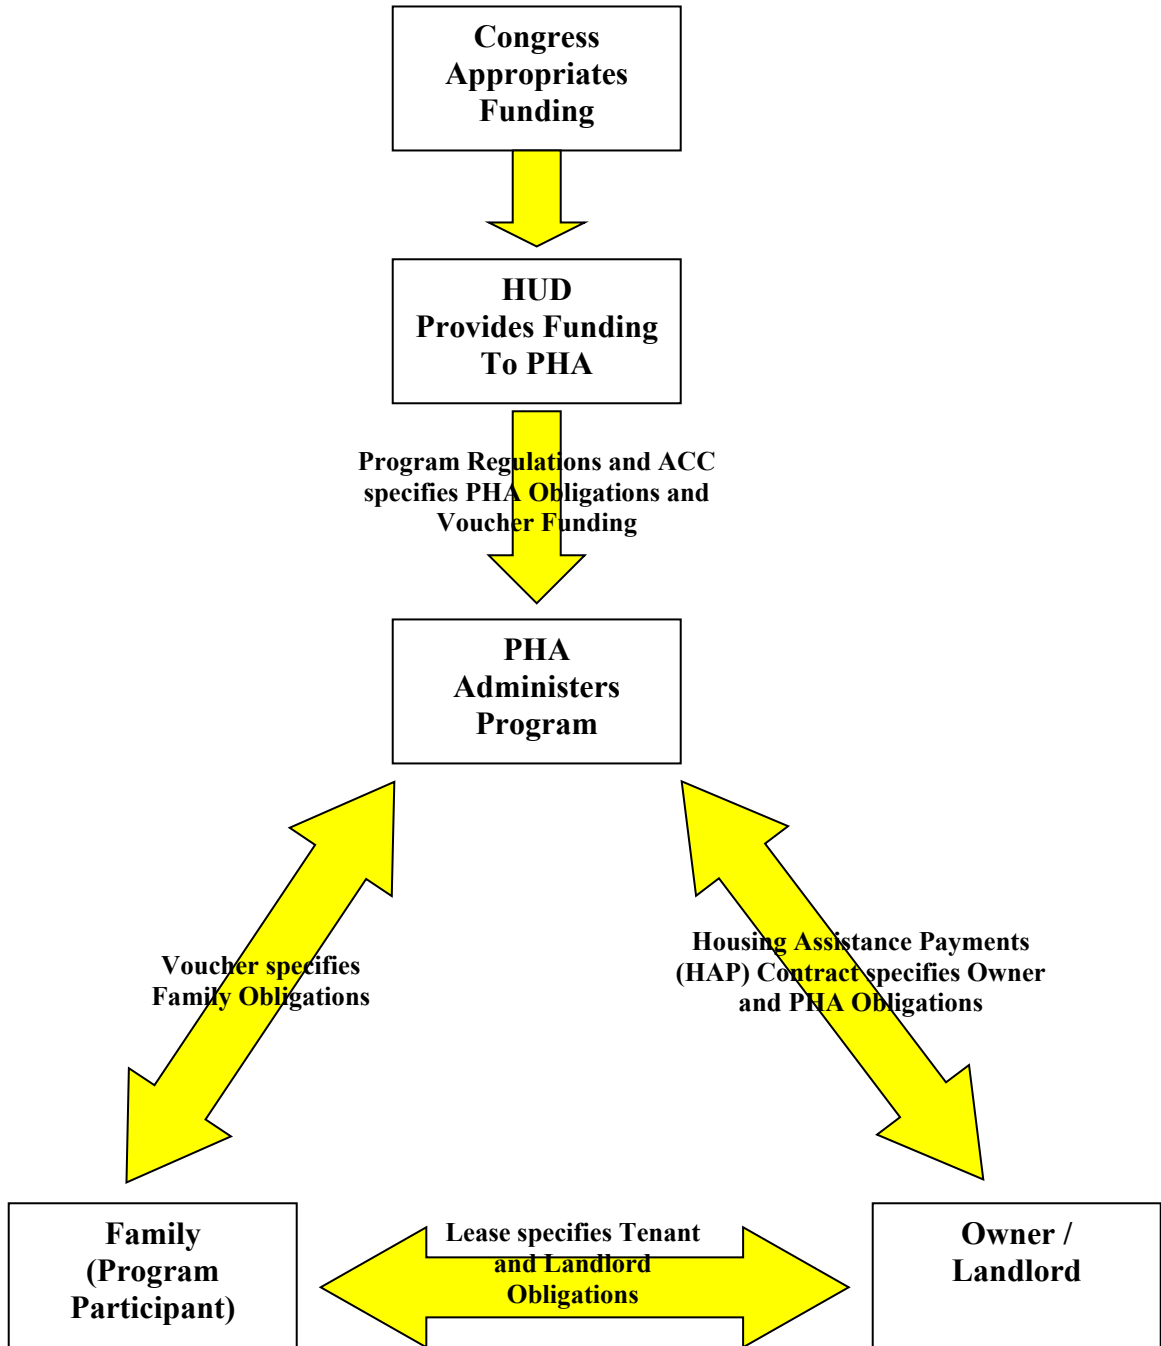 Congress
Appropriates
Funding
HUD
Provides Funding
To PHA
Program Regulations and ACC
specifies PHA Obligations and
Voucher Funding
PHA
Administers
Program
Voucher specifies
Family Obligations
Housing Assistance Payments
(HAP) Contract specifies Owner
and PHA Obligations
Family
(Program
Participant)
Lease specifies Tenant
and Landlord
Obligations
Owner /
Landlord